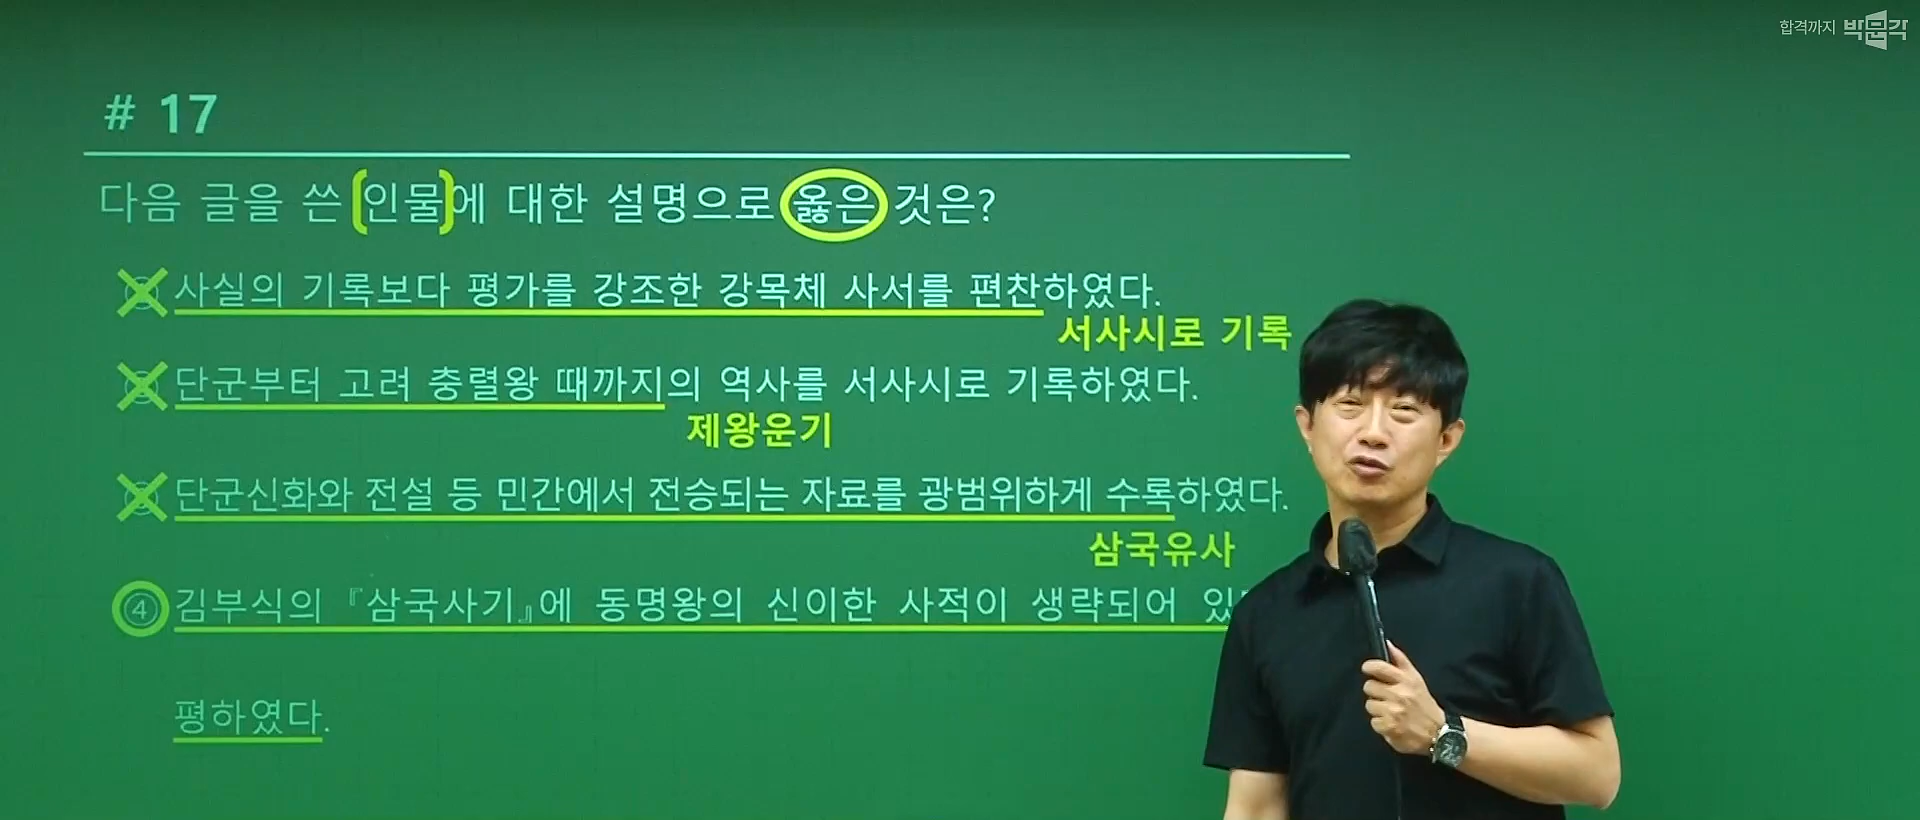 합격까지 박문각
# 17
다음 글을 쓴 [인물]에 대한 설명으로 옳은 것은?
사실의 기록보다 평가를 강조한 강목체 사서를 편찬하였다.
서사시로 기록
단군부터 고려 충렬왕 때까지의 역사를 서사시로 기록하였다.
제왕운기
단군신화와 전설 등 민간에서 전승되는 자료를 광범위하게 수록하였다.
삼국유사
④ 김부식의 『삼국사기』에 동명왕의 신이한 사적이 생략되어 있
평하였다.